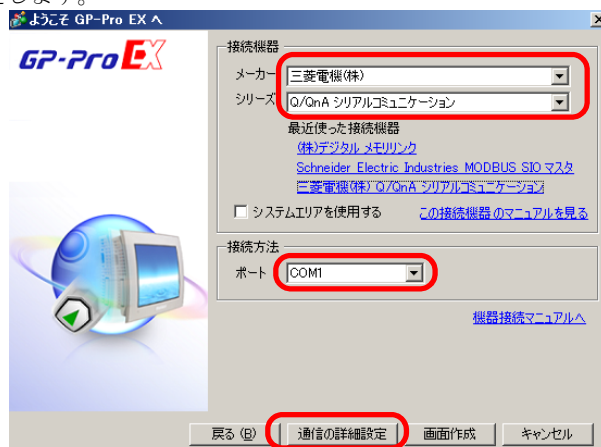 します。
ようこそ GP-Pro EX へ
GP-Pro EX
接続機器
メーカー 三菱電機(株)
シリーズ Q/QnA シリアルコミュニケーション
最近使った接続機器
(株)デジタル メモリリンク
Schneider Electric Industries MODBUS SIO マスタ
三菱電機(株) Q/QnA シリアルコミュニケーション
システムエリアを使用する この接続機器のマニュアルを見る
接続方法
ポート COM1
機器接続マニュアルへ
戻る (B) 通信の詳細設定 画面作成 キャンセル